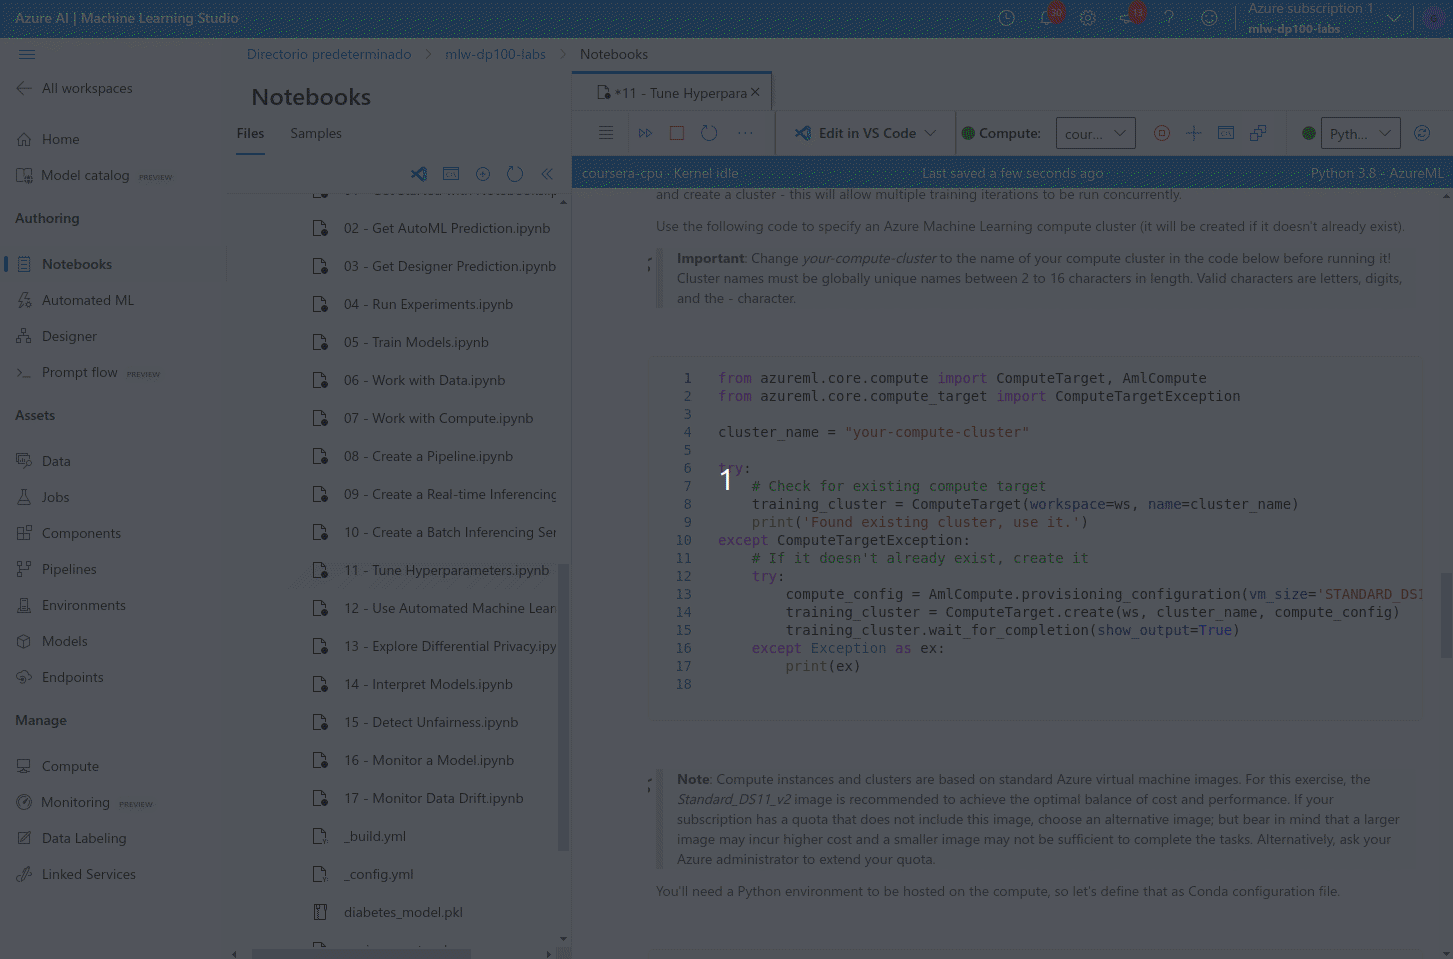 Azure AI | Machine Learning Studio
30
13
Azure subscription 1
mlw-dp100-labs
All workspaces
Home
Model catalog PREVIEW
Authoring
Notebooks
Automated ML
Designer
Prompt flow PREVIEW
Assets
Data
Jobs
Components
Pipelines
Environments
Models
Endpoints
Manage
Compute
Monitoring PREVIEW
Data Labeling
Linked Services
Directorio predeterminado > mlw-dp100-labs > Notebooks
Notebooks
Files Samples
02 - Get AutoML Prediction.ipynb
03 - Get Designer Prediction.ipynb
04 - Run Experiments.ipynb
05 - Train Models.ipynb
06 - Work with Data.ipynb
07 - Work with Compute.ipynb
08 - Create a Pipeline.ipynb
09 - Create a Real-time Inferencing
10 - Create a Batch Inferencing Ser
11 - Tune Hyperparameters.ipynb
12 - Use Automated Machine Lear
13 - Explore Differential Privacy.ipy
14 - Interpret Models.ipynb
15 - Detect Unfairness.ipynb
16 - Monitor a Model.ipynb
17 - Monitor Data Drift.ipynb
_build.yml
_config.yml
diabetes_model.pkl
*11 - Tune Hyperpara
Edit in VS Code
Compute: cour...
Pyth...
coursera-cpu · Kernel idle Last saved a few seconds ago Python 3.8 - AzureML
and create a cluster - this will allow multiple training iterations to be run concurrently.
Use the following code to specify an Azure Machine Learning compute cluster (it will be created if it doesn't already exist).
Important: Change your-compute-cluster to the name of your compute cluster in the code below before running it!
Cluster names must be globally unique names between 2 to 16 characters in length. Valid characters are letters, digits,
and the - character.
1 from azureml.core.compute import ComputeTarget, AmlCompute
2 from azureml.core.compute_target import ComputeTargetException
3
4 cluster_name = "your-compute-cluster"
5
6 try:
1
7 # Check for existing compute target
8 training_cluster = ComputeTarget(workspace=ws, name=cluster_name)
9 print('Found existing cluster, use it.')
10 except ComputeTargetException:
11 # If it doesn't already exist, create it
12 try:
13 compute_config = AmlCompute.provisioning_configuration(vm_size='STANDARD_DS1
14 training_cluster = ComputeTarget.create(ws, cluster_name, compute_config)
15 training_cluster.wait_for_completion(show_output=True)
16 except Exception as ex:
17 print(ex)
18
Note: Compute instances and clusters are based on standard Azure virtual machine images. For this exercise, the
Standard_DS11_v2 image is recommended to achieve the optimal balance of cost and performance. If your
subscription has a quota that does not include this image, choose an alternative image; but bear in mind that a larger
image may incur higher cost and a smaller image may not be sufficient to complete the tasks. Alternatively, ask your
Azure administrator to extend your quota.
You'll need a Python environment to be hosted on the compute, so let's define that as Conda configuration file.